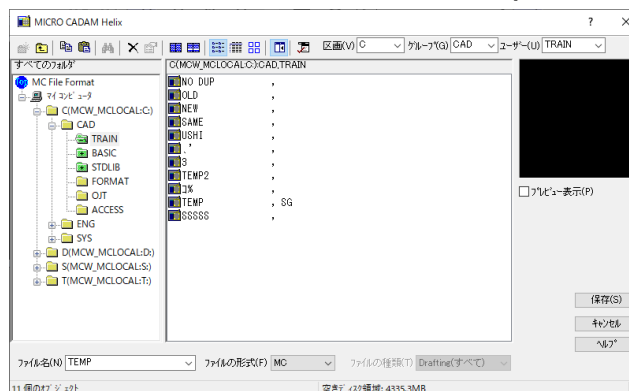 MICRO CADAM Helix
区画(V) C ｸﾞﾙｰﾌﾟ(G) CAD ﾕｰｻﾞｰ(U) TRAIN
すべてのﾌｫﾙﾀﾞ C(MCW_MCLOCAL:C:):CAD,TRAIN
MC File Format
ﾏｲ ｺﾝﾋﾟｭｰﾀ
C(MCW_MCLOCAL:C:)
CAD
TRAIN
BASIC
STDLIB
FORMAT
OJT
ACCESS
ENG
SYS
D(MCW_MCLOCAL:D:)
S(MCW_MCLOCAL:S:)
T(MCW_MCLOCAL:T:)
NO DUP ,
OLD ,
NEW ,
SAME ,
USHI ,
.' ,
3 ,
TEMP2 ,
ｺ% ,
TEMP , SG
SSSSS ,
ﾌﾟﾚﾋﾞｭｰ表示(P)
保存(S)
ｷｬﾝｾﾙ
ﾍﾙﾌﾟ
ﾌｧｲﾙ名(N) TEMP ﾌｧｲﾙの形式(F) MC ﾌｧｲﾙの種類(T) Drafting(すべて)
11 個のｵﾌﾞｼﾞｪｸﾄ 空きﾃﾞｨｽｸ領域: 4335.3MB